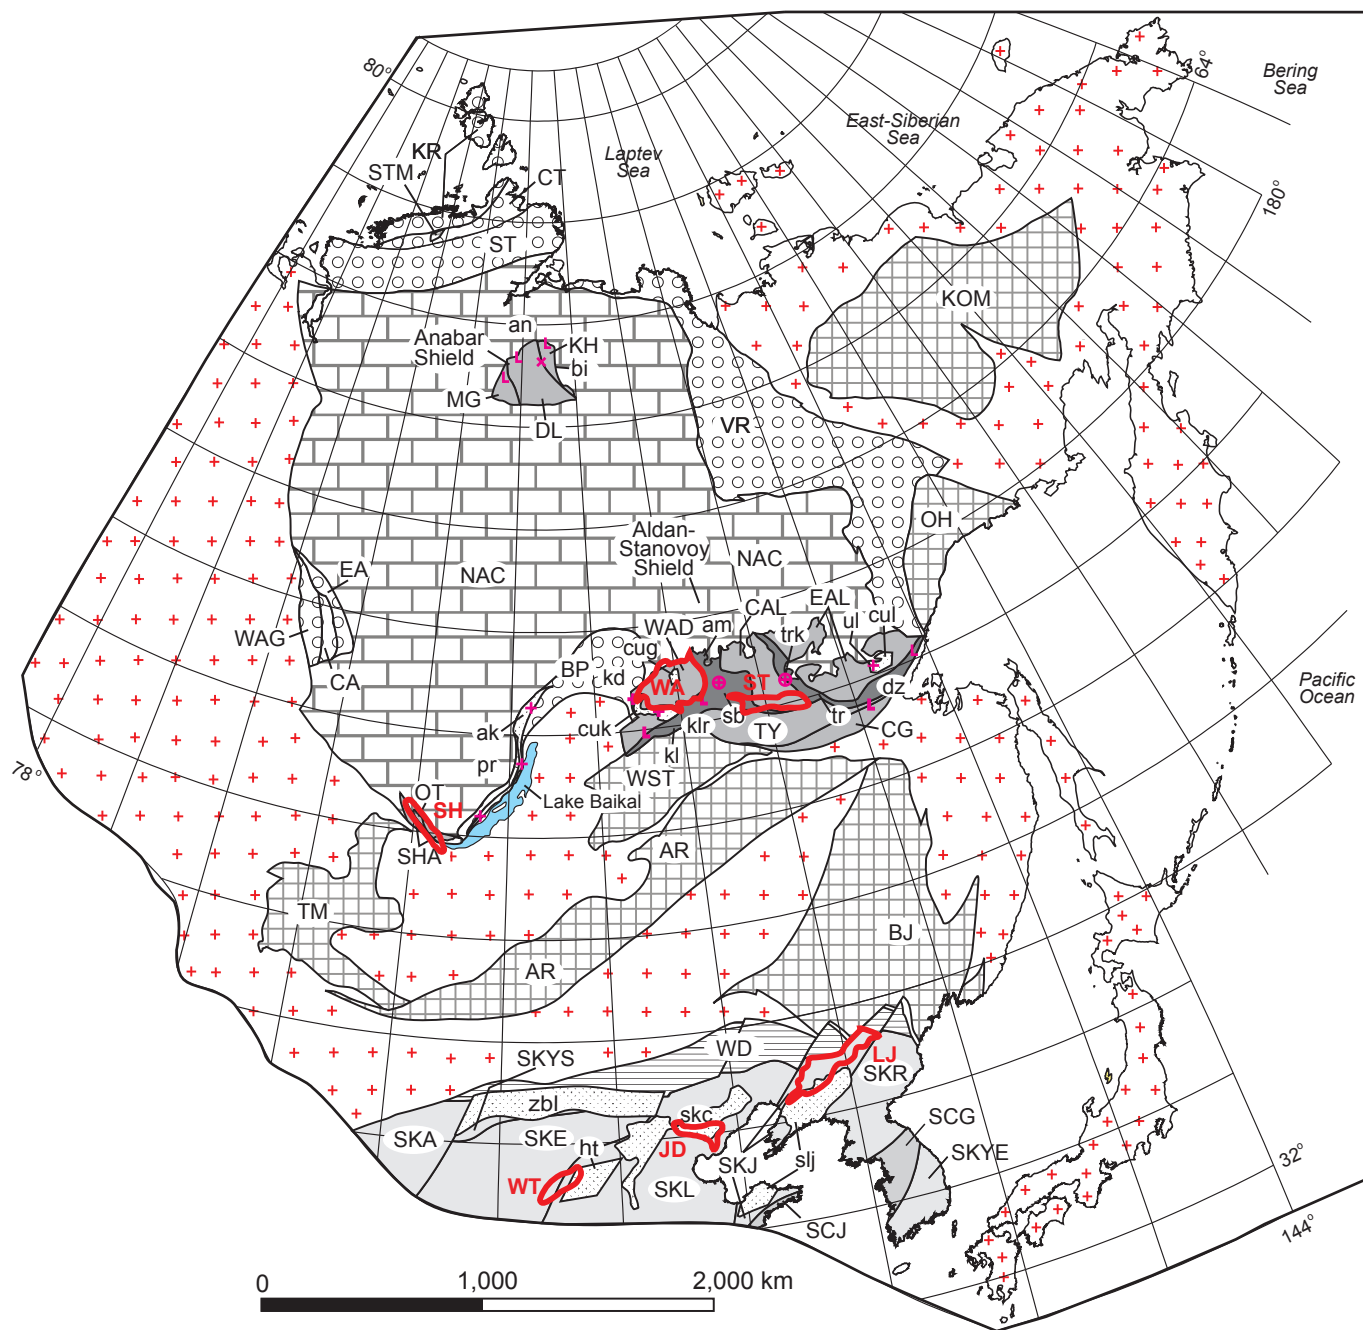 80°
64°
Bering
Sea
East-Siberian
Sea
Laptev
Sea
KR
STM
CT
180°
ST
KOM
an
Anabar
Shield
KH
bi
MG
DL
VR
OH
Aldan-
Stanovoy
Shield
NAC
NAC
EA
WAG
CA
EAL
CAL
ul
cul
WAD
am
trk
cug
BP
kd
WA
ST
dz
Pacific
Ocean
ak
cuk
klr
sb
tr
TY
CG
kl
pr
WST
78°
Lake Baikal
OT
SH
SHA
AR
TM
BJ
AR
WD
SKYS
LJ
SKR
zbl
skc
SCG
SKA
SKE
ht
JD
SKJ
slj
SKYE
WT
SKL
32°
SCJ
144°
0
1,000
2,000 km